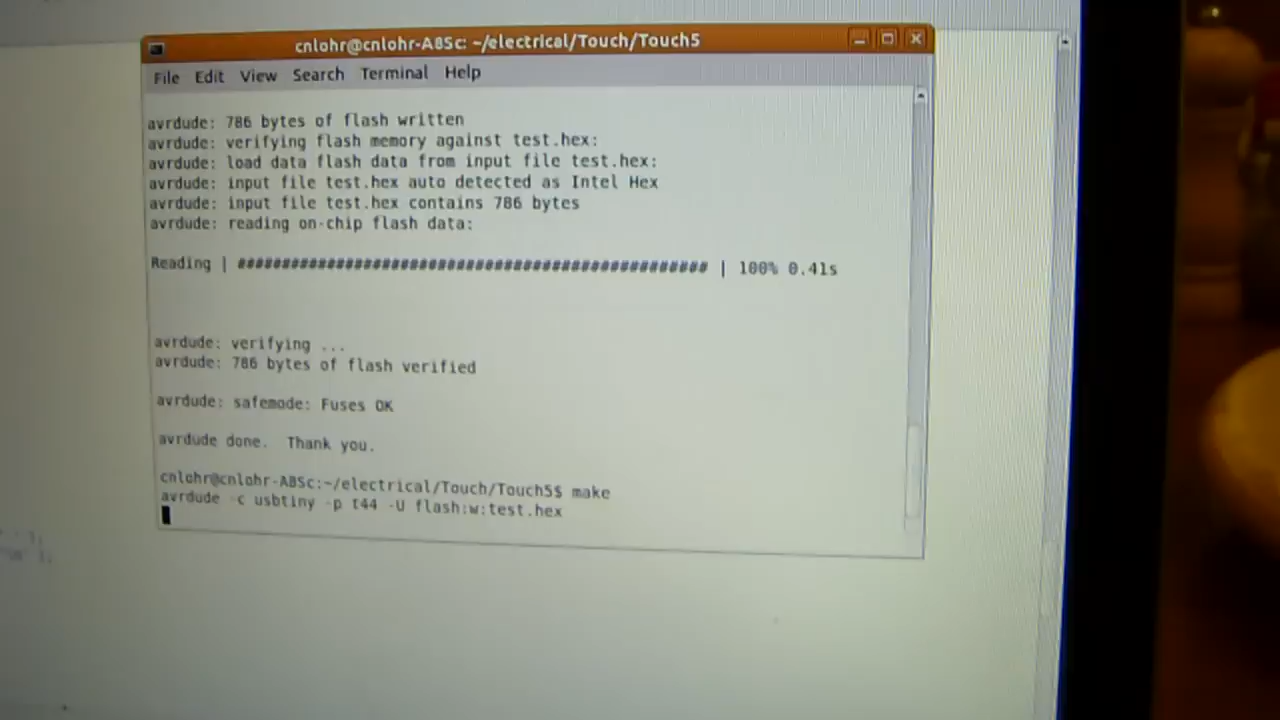 cnlohr@cnlohr-A8Sc: ~/electrical/Touch/Touch5
File Edit View Search Terminal Help
avrdude: 786 bytes of flash written
avrdude: verifying flash memory against test.hex:
avrdude: load data flash data from input file test.hex:
avrdude: input file test.hex auto detected as Intel Hex
avrdude: input file test.hex contains 786 bytes
avrdude: reading on-chip flash data:
Reading | ################################################## | 100% 0.41s
avrdude: verifying ...
avrdude: 786 bytes of flash verified
avrdude: safemode: Fuses OK
avrdude done.  Thank you.
cnlohr@cnlohr-A8Sc:~/electrical/Touch/Touch5$ make
avrdude -c usbtiny -p t44 -U flash:w:test.hex